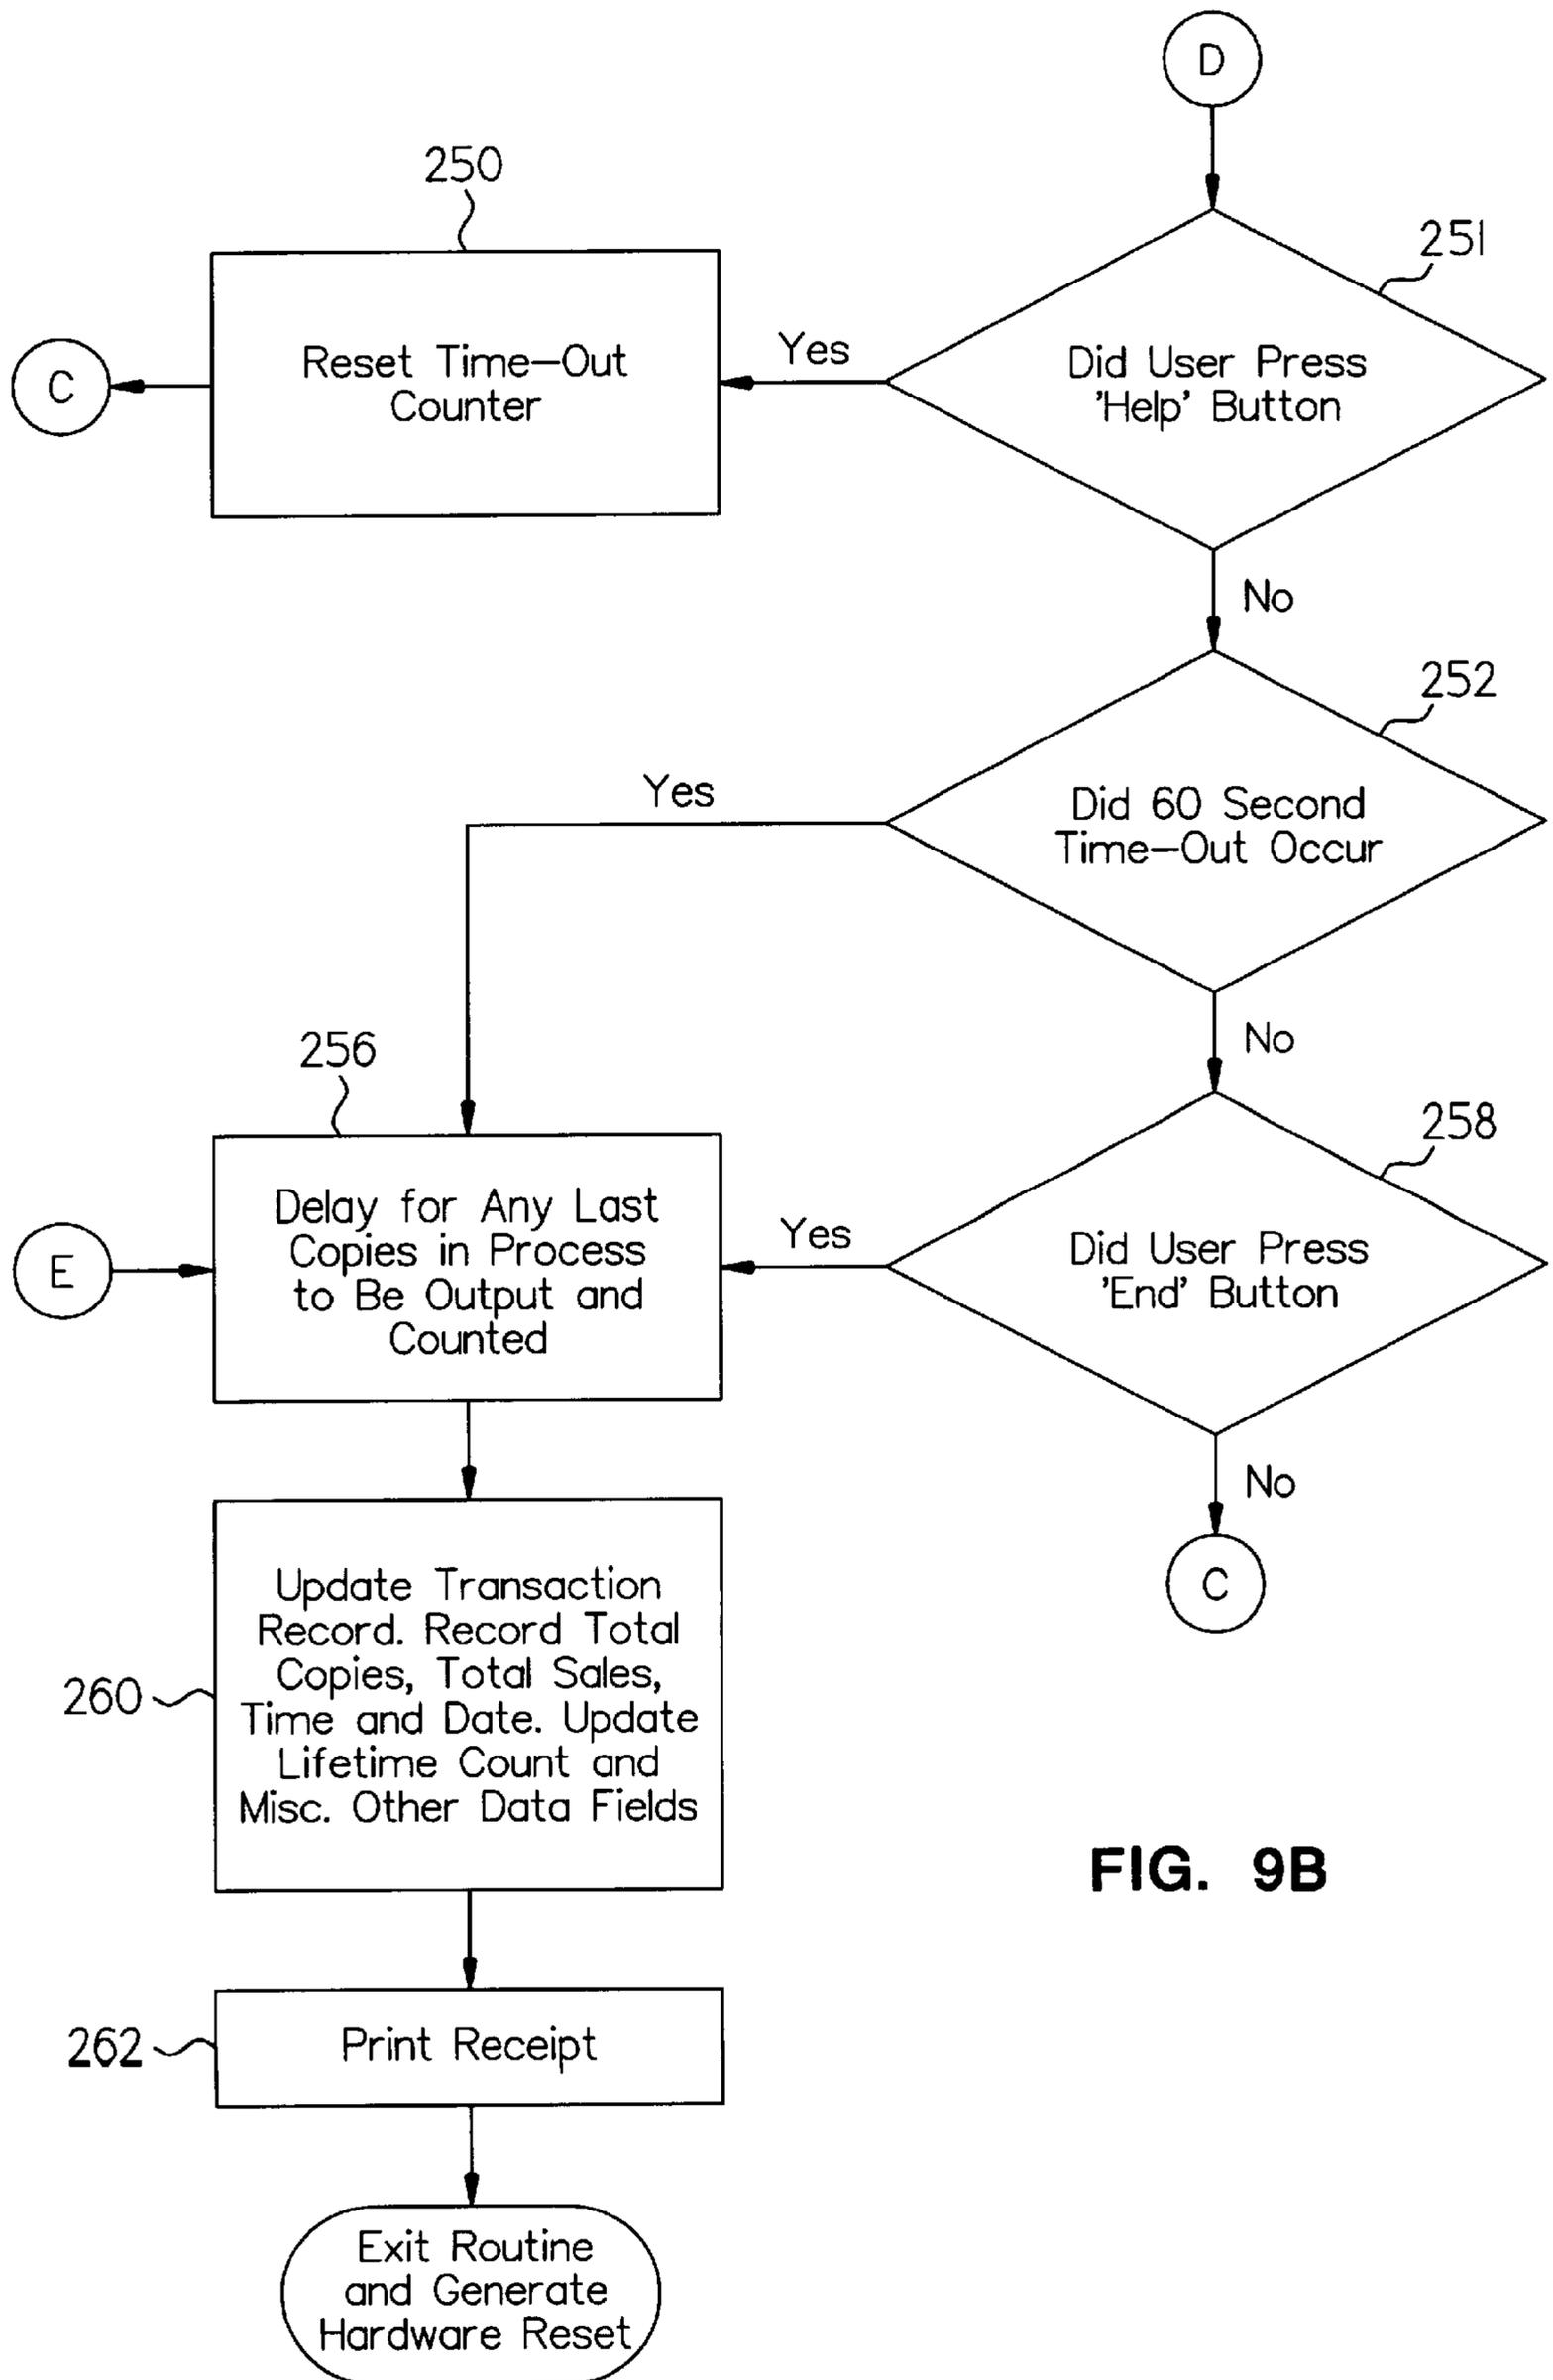 D
250
251
Reset Time-Out
Counter
C
Yes
Did User Press
'Help' Button
No
252
Yes
Did 60 Second
Time-Out Occur
No
256
258
E
Delay for Any Last
Copies in Process
to Be Output and
Counted
Yes
Did User Press
'End' Button
No
C
260
Update Transaction
Record. Record Total
Copies, Total Sales,
Time and Date. Update
Lifetime Count and
Misc. Other Data Fields
FIG. 9B
262
Print Receipt
Exit Routine
and Generate
Hardware Reset